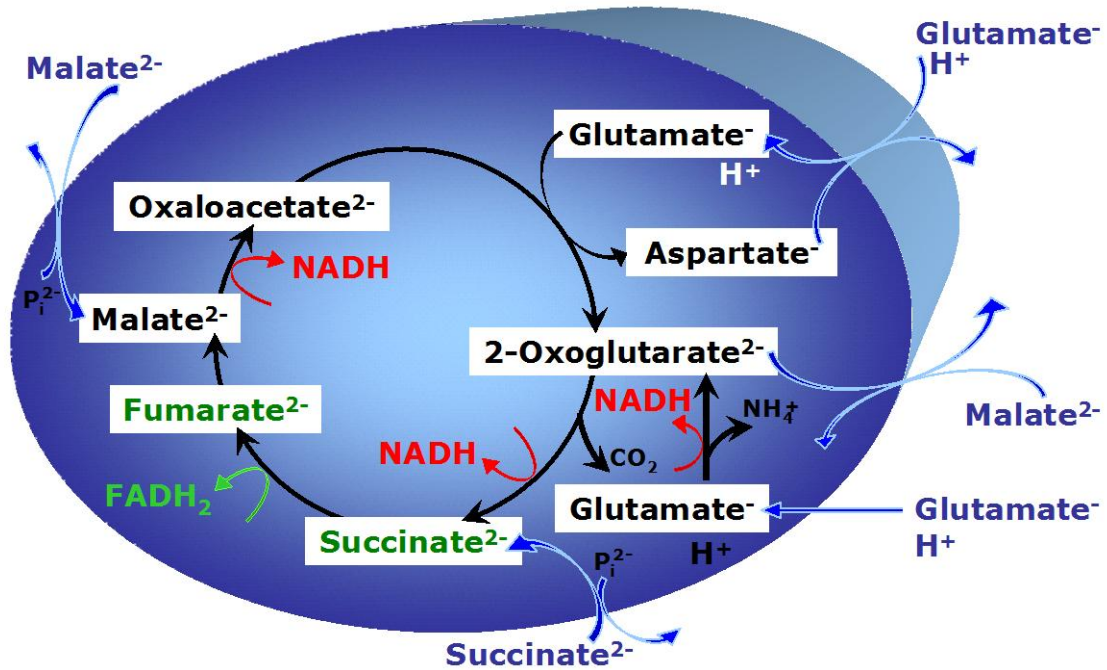 Glutamate⁻
H⁺
Malate²⁻
Glutamate⁻
H⁺
Oxaloacetate²⁻
Aspartate⁻
NADH
Pᵢ²⁻
Malate²⁻
2-Oxoglutarate²⁻
Fumarate²⁻
NADH
NH₄⁺
Malate²⁻
NADH
CO₂
FADH₂
Glutamate⁻
H⁺
Glutamate⁻
H⁺
Succinate²⁻
Pᵢ²⁻
Succinate²⁻